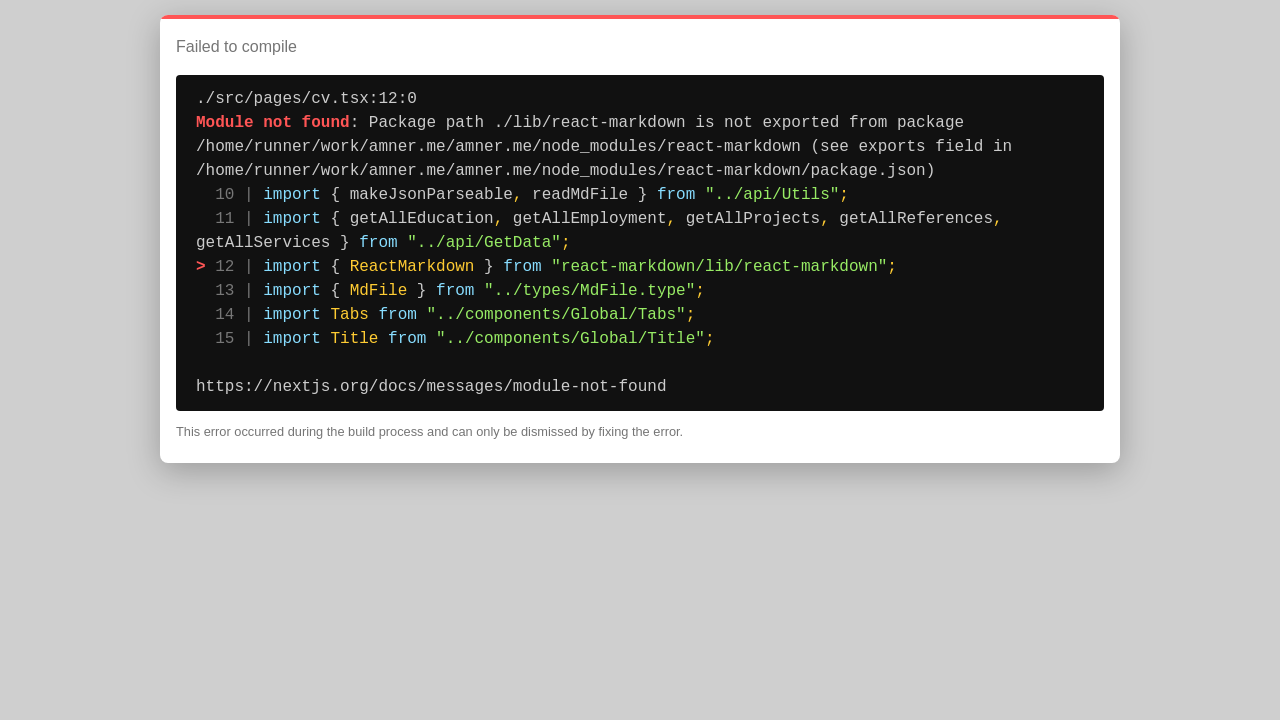 Failed to compile
./src/pages/cv.tsx:12:0
Module not found: Package path ./lib/react-markdown is not exported from package
/home/runner/work/amner.me/amner.me/node_modules/react-markdown (see exports field in
/home/runner/work/amner.me/amner.me/node_modules/react-markdown/package.json)
  10 | import { makeJsonParseable, readMdFile } from "../api/Utils";
  11 | import { getAllEducation, getAllEmployment, getAllProjects, getAllReferences,
getAllServices } from "../api/GetData";
> 12 | import { ReactMarkdown } from "react-markdown/lib/react-markdown";
  13 | import { MdFile } from "../types/MdFile.type";
  14 | import Tabs from "../components/Global/Tabs";
  15 | import Title from "../components/Global/Title";
https://nextjs.org/docs/messages/module-not-found
This error occurred during the build process and can only be dismissed by fixing the error.